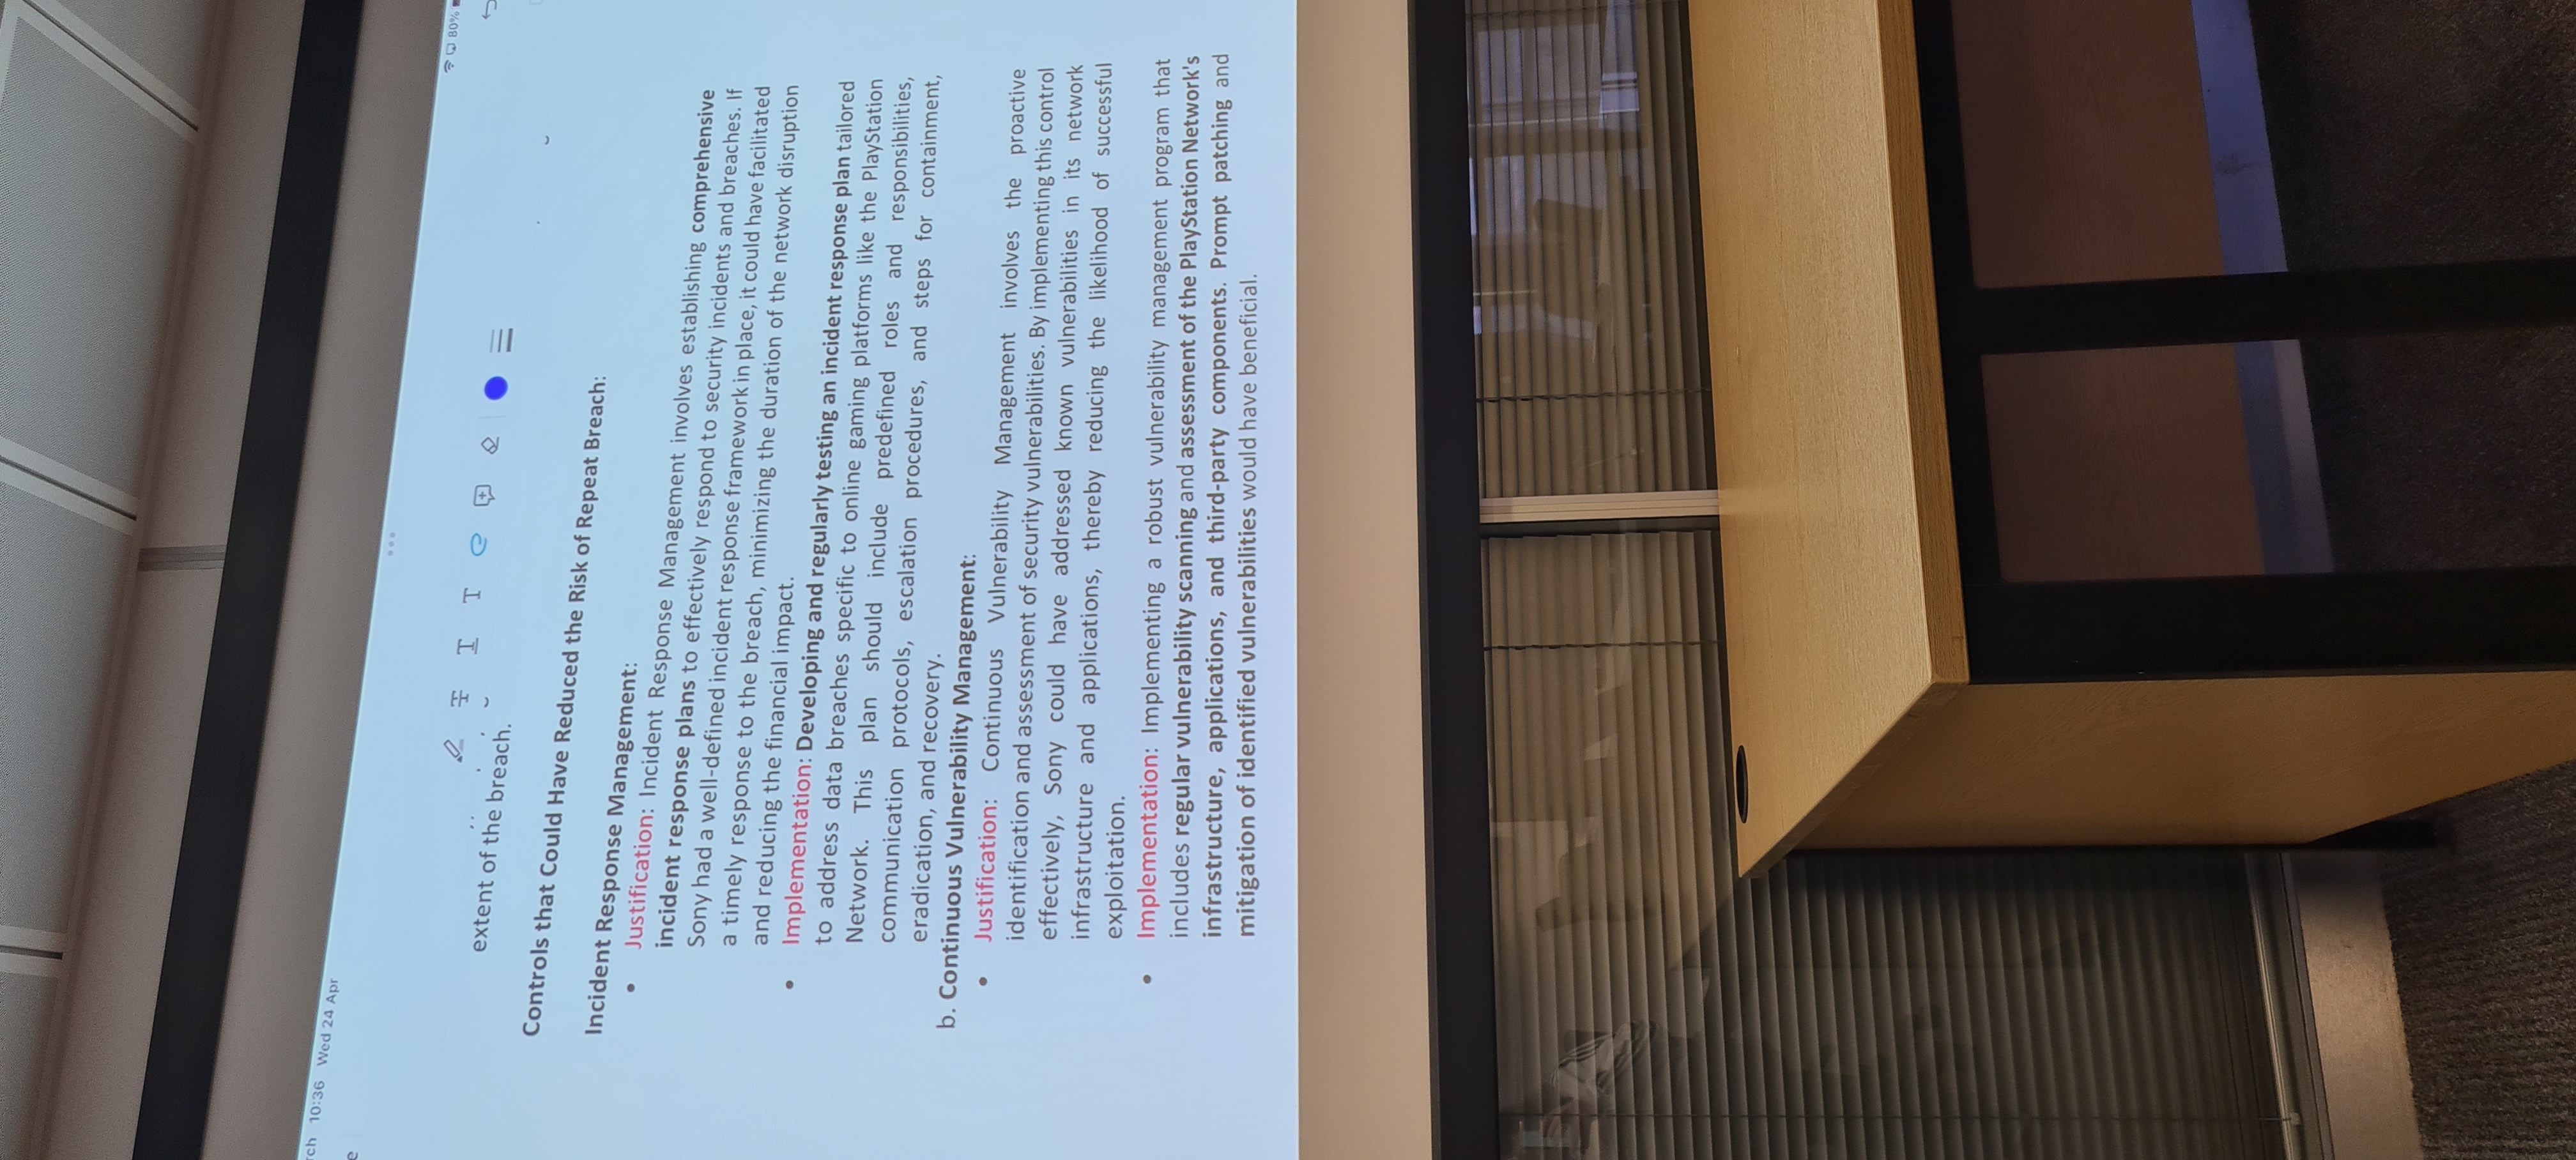 rch 10:36 Wed 24 Apr
e
80%
extent of the breach.
Controls that Could Have Reduced the Risk of Repeat Breach:
Incident Response Management:
• Justification: Incident Response Management involves establishing comprehensive
incident response plans to effectively respond to security incidents and breaches. If
Sony had a well-defined incident response framework in place, it could have facilitated
a timely response to the breach, minimizing the duration of the network disruption
and reducing the financial impact.
• Implementation: Developing and regularly testing an incident response plan tailored
to address data breaches specific to online gaming platforms like the PlayStation
Network. This plan should include predefined roles and responsibilities,
communication protocols, escalation procedures, and steps for containment,
eradication, and recovery.
b. Continuous Vulnerability Management:
• Justification: Continuous Vulnerability Management involves the proactive
identification and assessment of security vulnerabilities. By implementing this control
effectively, Sony could have addressed known vulnerabilities in its network
infrastructure and applications, thereby reducing the likelihood of successful
exploitation.
• Implementation: Implementing a robust vulnerability management program that
includes regular vulnerability scanning and assessment of the PlayStation Network's
infrastructure, applications, and third-party components. Prompt patching and
mitigation of identified vulnerabilities would have beneficial.